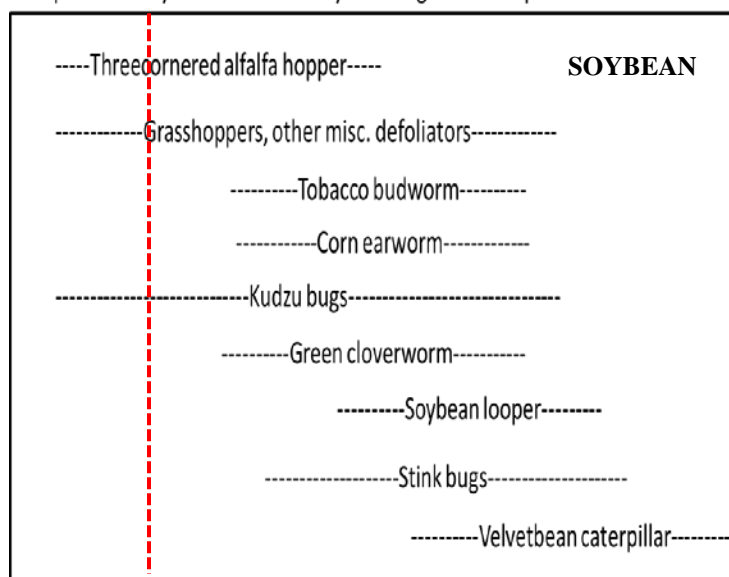 -----Threecornered alfalfa hopper----- SOYBEAN
-------------Grasshoppers, other misc. defoliators-------------
----------Tobacco budworm----------
------------Corn earworm-------------
----------------------------Kudzu bugs-------------------------------
----------Green cloverworm-----------
----------Soybean looper---------
--------------------Stink bugs---------------------
----------Velvetbean caterpillar---------